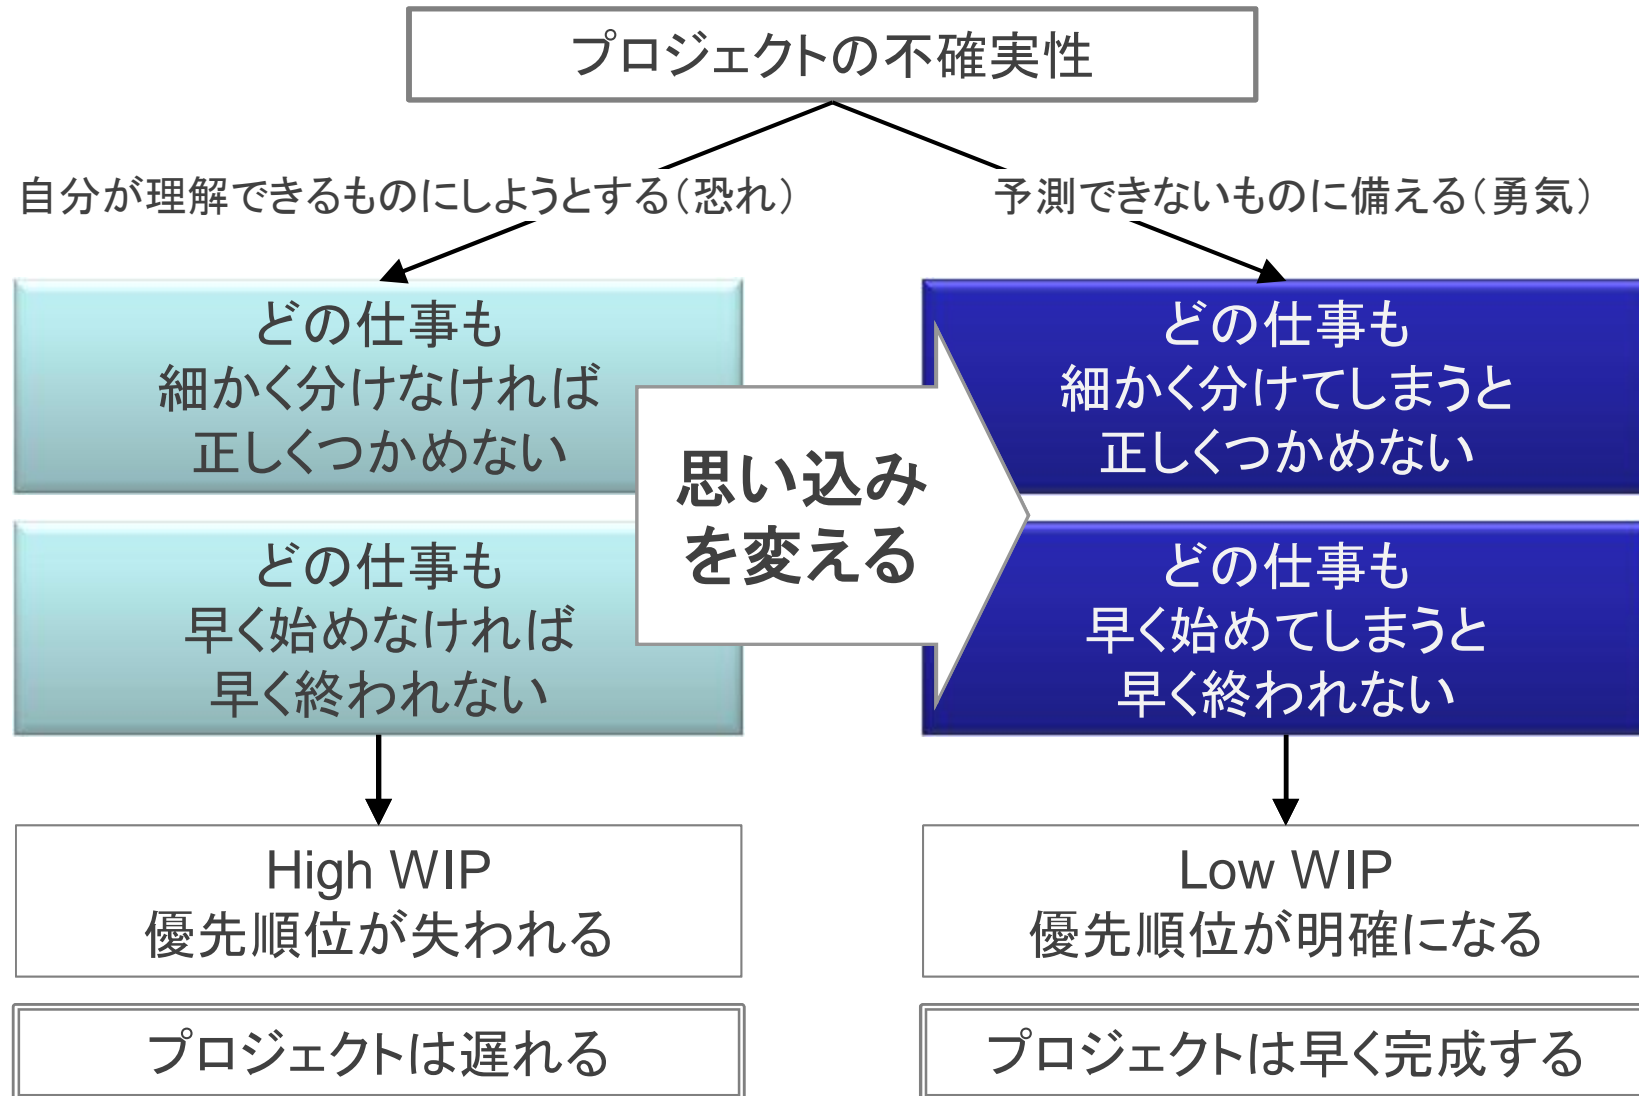 プロジェクトの不確実性
自分が理解できるものにしようとする（恐れ）
予測できないものに備える（勇気）
どの仕事も
細かく分けなければ
正しくつかめない
どの仕事も
細かく分けてしまうと
正しくつかめない
思い込み
を変える
どの仕事も
早く始めなければ
早く終われない
どの仕事も
早く始めてしまうと
早く終われない
High WIP
優先順位が失われる
Low WIP
優先順位が明確になる
プロジェクトは遅れる
プロジェクトは早く完成する